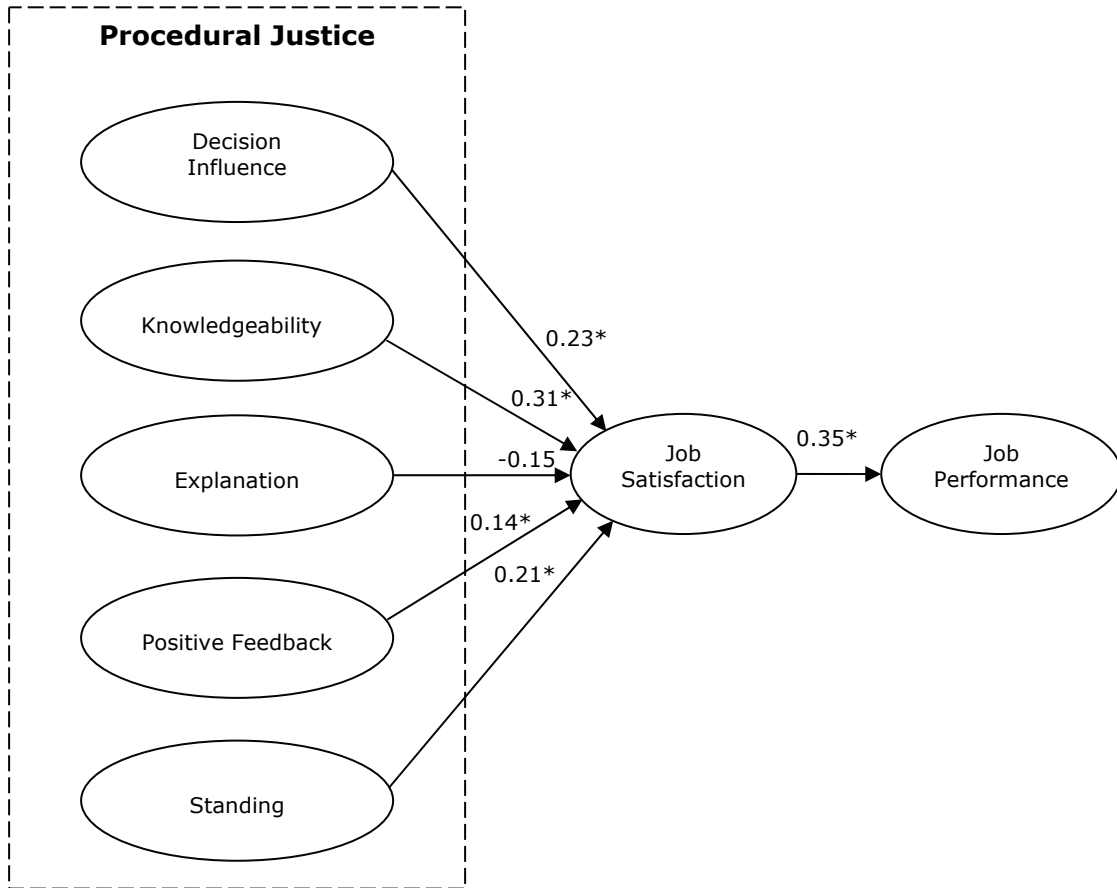 Procedural Justice
Decision
Influence
Knowledgeability
Explanation
Positive Feedback
Standing
0.23*
0.31*
-0.15
0.14*
0.21*
Job
Satisfaction
0.35*
Job
Performance